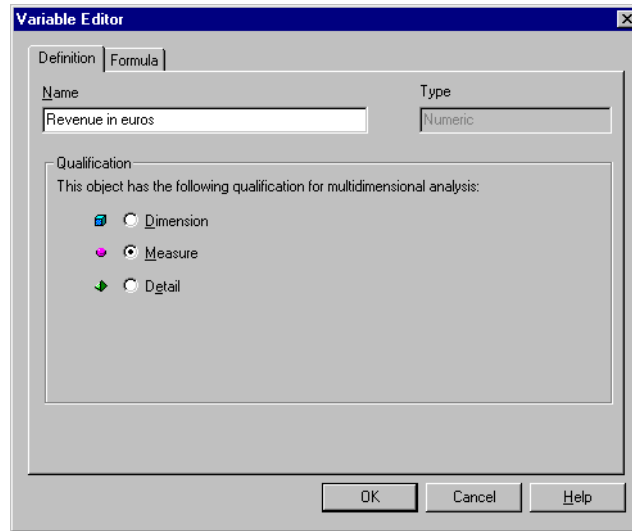 Variable Editor
Definition Formula
Name Type
Revenue in euros Numeric
Qualification
This object has the following qualification for multidimensional analysis:
Dimension
Measure
Detail
OK Cancel Help